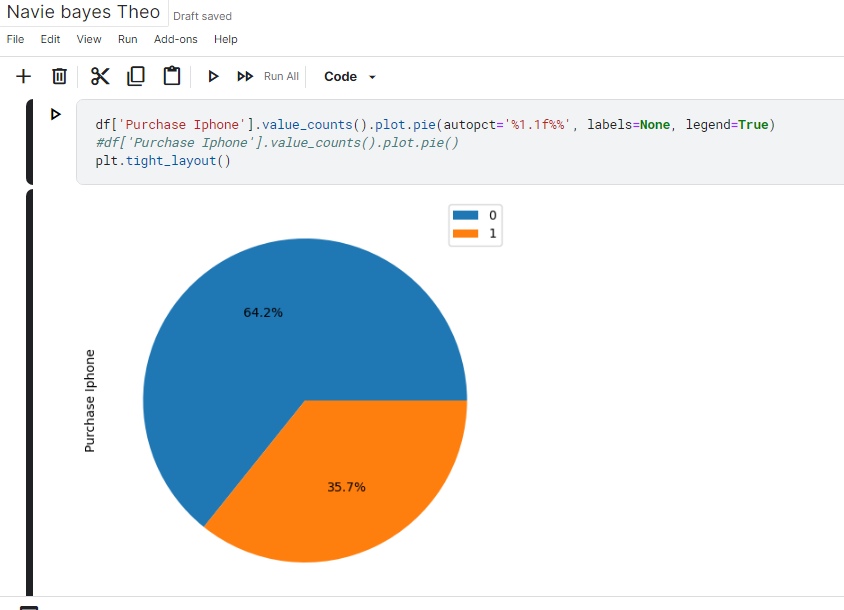 Navie bayes Theo Draft saved
File Edit View Run Add-ons Help
Run All Code
df['Purchase Iphone'].value_counts().plot.pie(autopct='%1.1f%%', labels=None, legend=True)
#df['Purchase Iphone'].value_counts().plot.pie()
plt.tight_layout()
0
1
64.2%
Purchase Iphone
35.7%